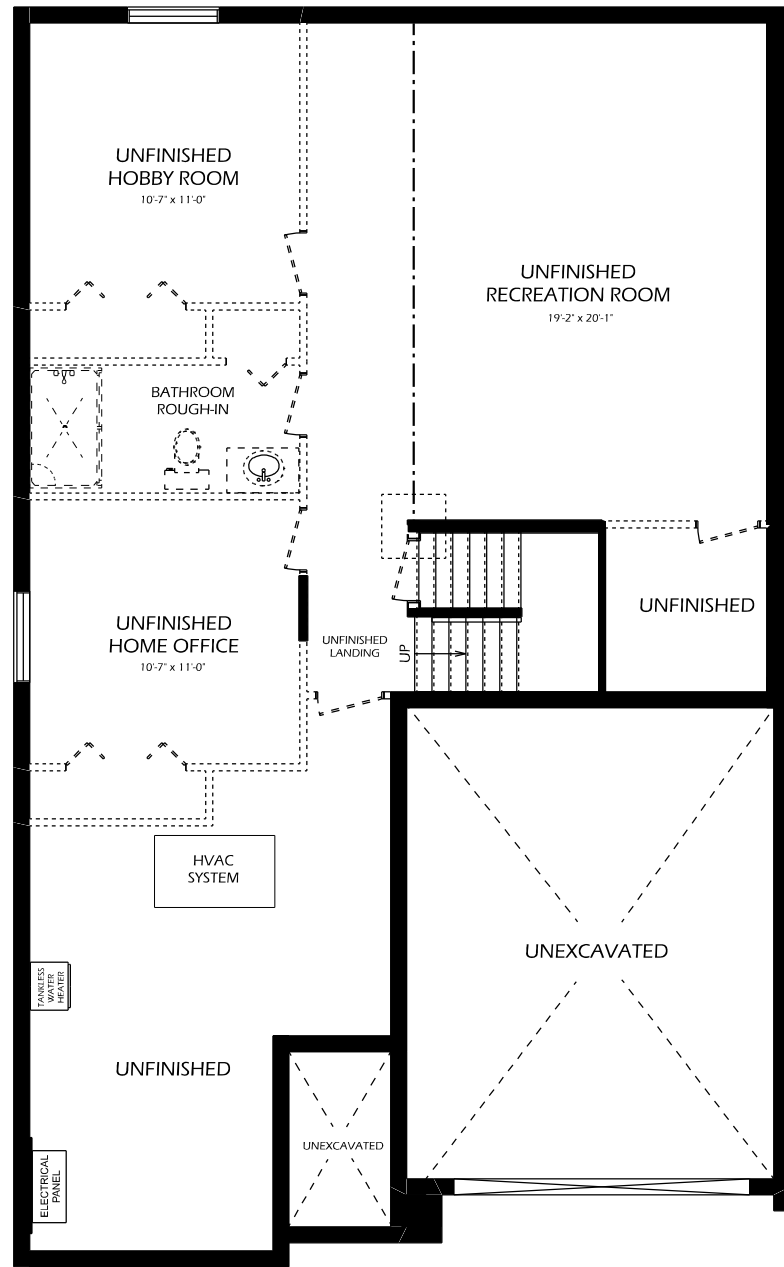 UNFINISHED
HOBBY ROOM
10'-7" x 11'-0"
UNFINISHED
RECREATION ROOM
19'-2" x 20'-1"
BATHROOM
ROUGH-IN
UNFINISHED
HOME OFFICE
10'-7" x 11'-0"
UNFINISHED
LANDING
UP
UNFINISHED
HVAC
SYSTEM
UNEXCAVATED
TANKLESS
WATER
HEATER
UNFINISHED
UNEXCAVATED
ELECTRICAL
PANEL